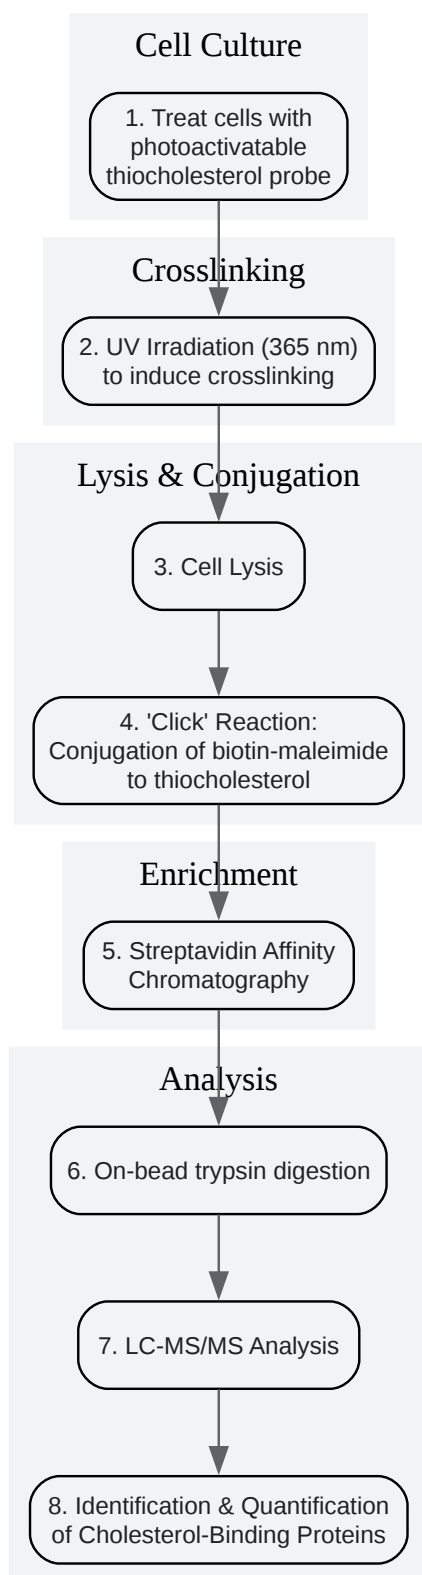 Cell Culture
1. Treat cells with
photoactivatable
thiocholesterol probe
Crosslinking
2. UV Irradiation (365 nm)
to induce crosslinking
Lysis & Conjugation
3. Cell Lysis
4. 'Click' Reaction:
Conjugation of biotin-maleimide
to thiocholesterol
Enrichment
5. Streptavidin Affinity
Chromatography
Analysis
6. On-bead trypsin digestion
7. LC-MS/MS Analysis
8. Identification & Quantification
of Cholesterol-Binding Proteins